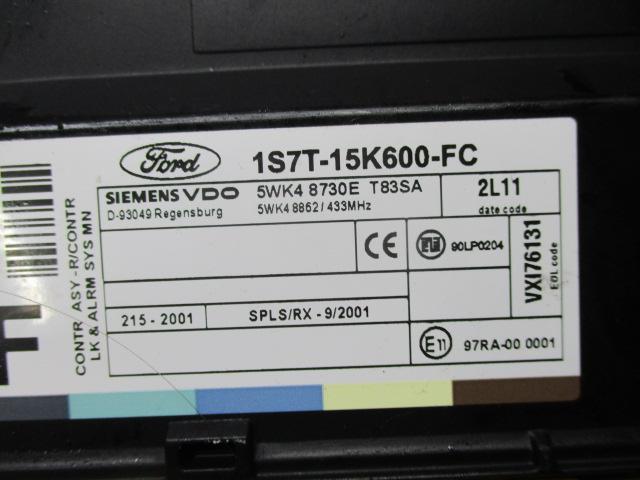 Ford 1S7T-15K600-FC
SIEMENS VDO 5WK4 8730E T83SA 2L11
D-93049 Regensburg 5WK4 8862/433MHz date code
CE 90LP0204
VXI76131
EOL code
215 - 2001 SPLS/RX - 9/2001
E11 97RA-00 0001
CONTR ASY - R/CONTR
LK & ALRM SYS MN